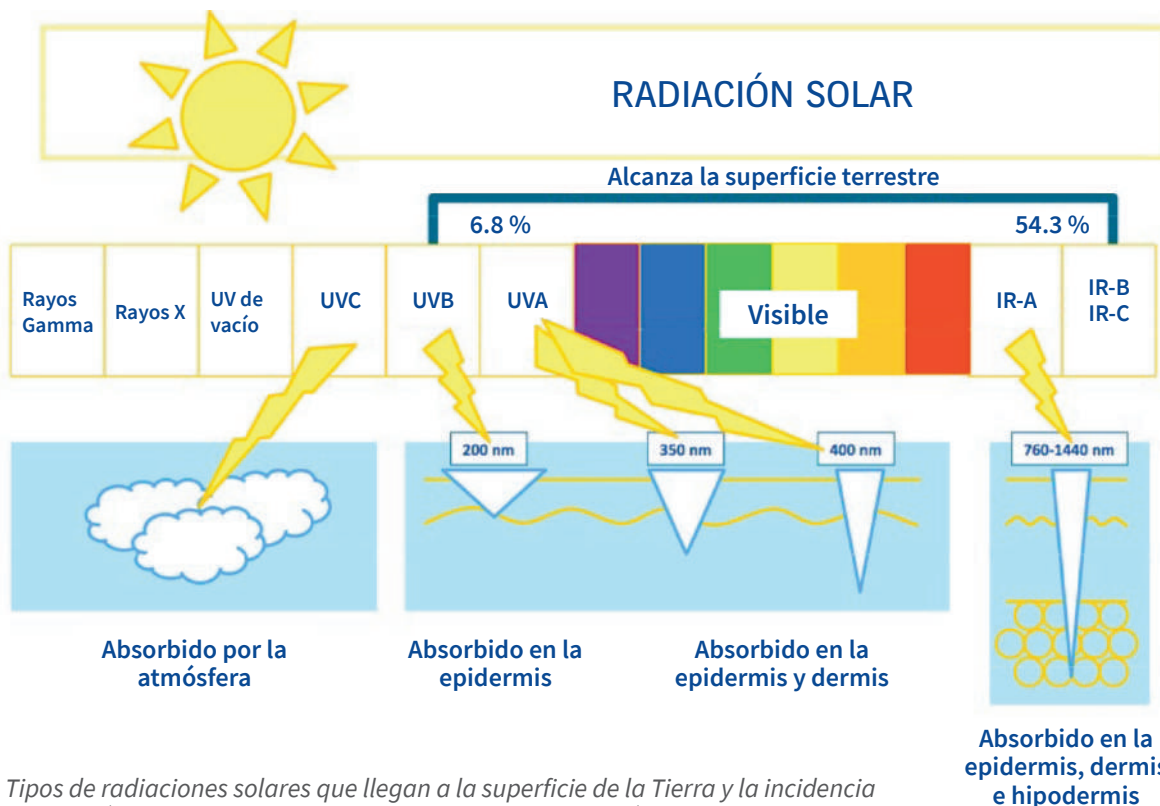 RADIACIÓN SOLAR
Alcanza la superficie terrestre
6.8 %
54.3 %
Rayos
Gamma
Rayos X
UV de
vacío
UVC
UVB
UVA
Visible
IR-A
IR-B
IR-C
200 nm
350 nm
400 nm
760-1440 nm
Absorbido por la
atmósfera
Absorbido en la
epidermis
Absorbido en la
epidermis y dermis
Absorbido en la
epidermis, dermis
e hipodermis
Tipos de radiaciones solares que llegan a la superficie de la Tierra y la incidencia